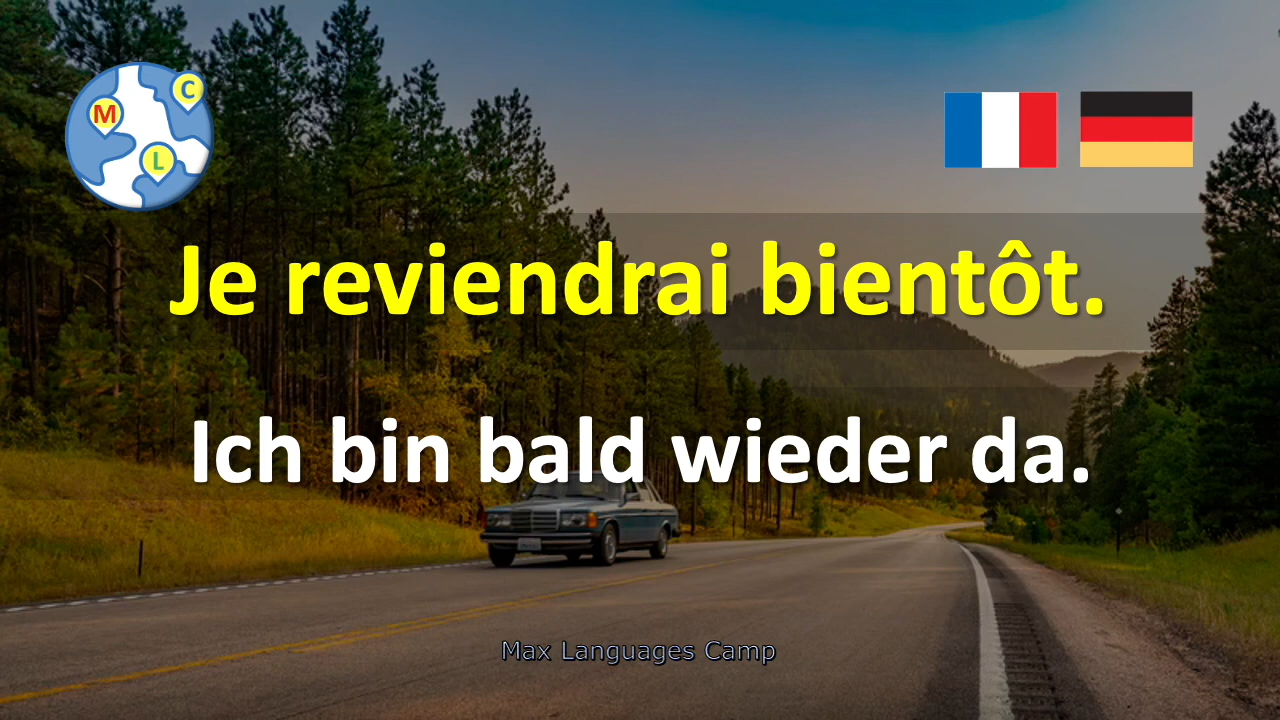 M
C
L
Je reviendrai bientôt.
Ich bin bald wieder da.
Max Languages Camp